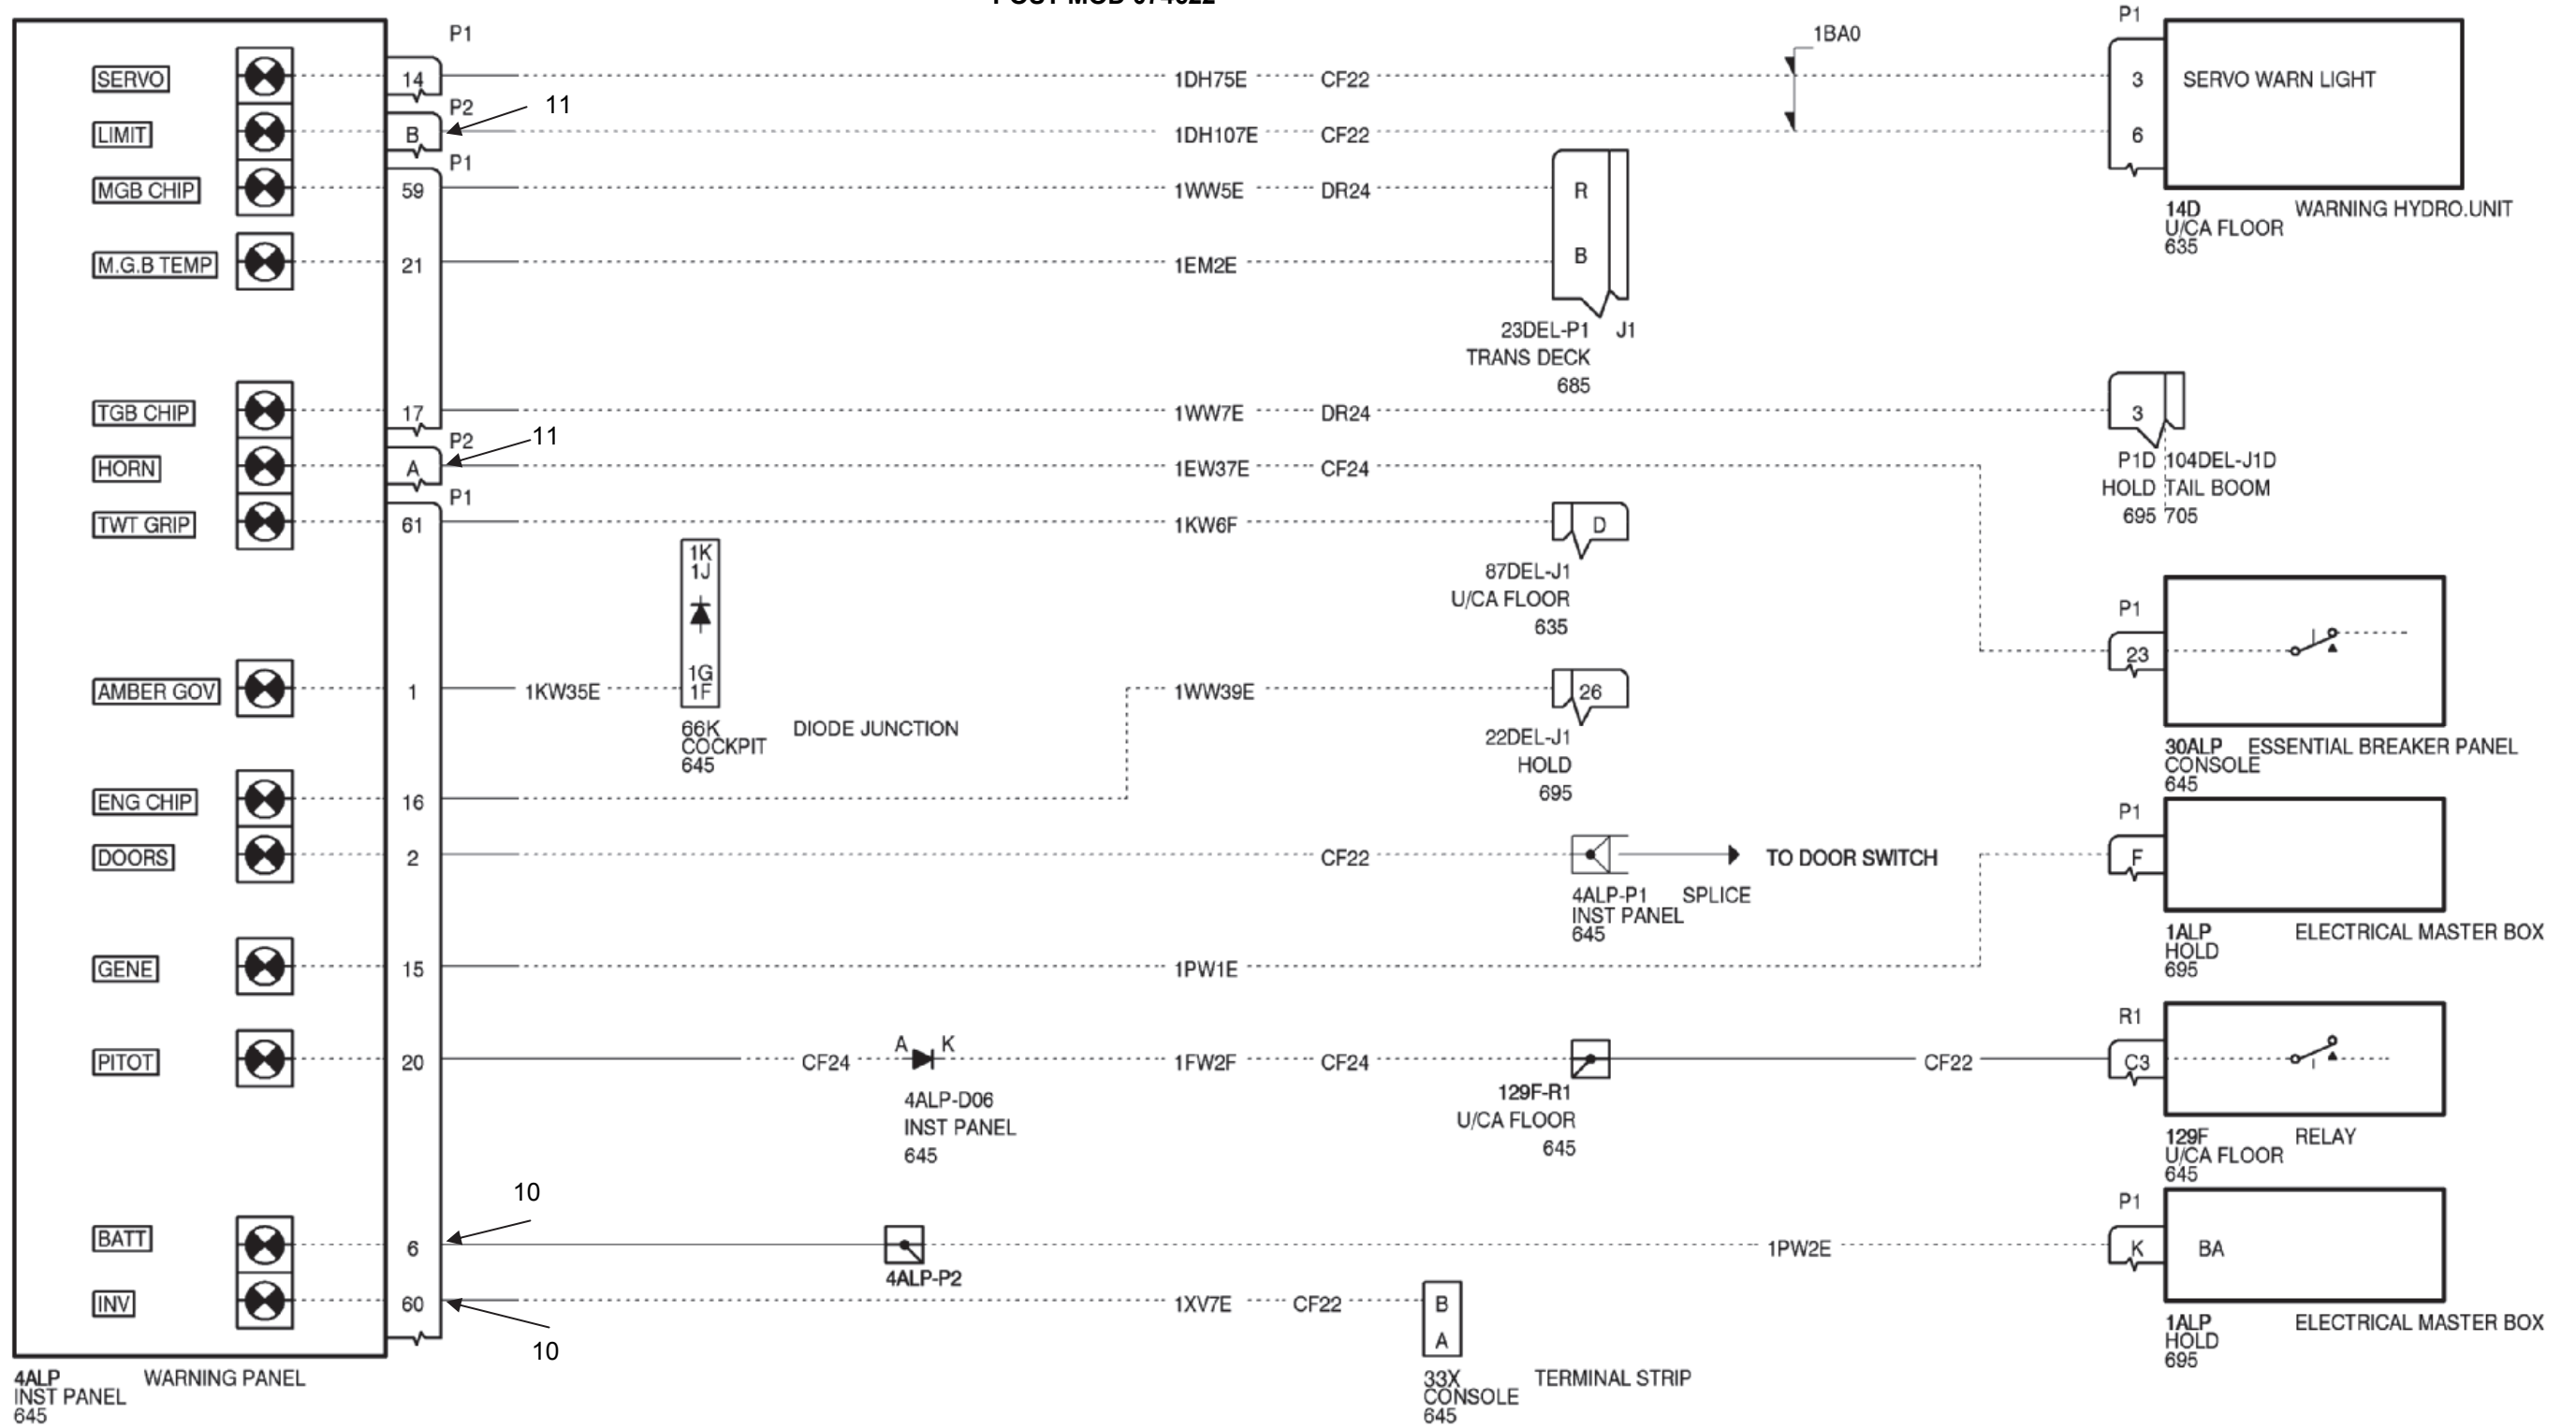 P1
1BA0
P1
SERVO
14
1DH75E
CF22
3
SERVO WARN LIGHT
P2
11
LIMIT
B
1DH107E
CF22
6
P1
MGB CHIP
59
1WW5E
DR24
R
14D
WARNING HYDRO.UNIT
U/CA FLOOR
635
M.G.B TEMP
21
1EM2E
B
23DEL-P1
J1
TRANS DECK
685
TGB CHIP
17
1WW7E
DR24
3
P2
11
HORN
A
1EW37E
CF24
P1D
104DEL-J1D
HOLD
TAIL BOOM
695
705
P1
TWT GRIP
61
1KW6F
D
1K
1J
87DEL-J1
U/CA FLOOR
635
P1
23
AMBER GOV
1
1KW35E
1G
1F
1WW39E
26
66K
DIODE JUNCTION
COCKPIT
645
22DEL-J1
HOLD
695
30ALP
ESSENTIAL BREAKER PANEL
CONSOLE
645
ENG CHIP
16
P1
DOORS
2
CF22
TO DOOR SWITCH
F
4ALP-P1
SPLICE
INST PANEL
645
1ALP
ELECTRICAL MASTER BOX
HOLD
695
GENE
15
1PW1E
R1
PITOT
20
CF24
A
K
1FW2F
CF24
CF22
C3
4ALP-D06
INST PANEL
645
129F-R1
U/CA FLOOR
645
129F
RELAY
U/CA FLOOR
645
10
P1
BATT
6
1PW2E
K
BA
4ALP-P2
INV
60
1XV7E
CF22
B
A
10
1ALP
ELECTRICAL MASTER BOX
HOLD
695
4ALP
WARNING PANEL
INST PANEL
645
33X
TERMINAL STRIP
CONSOLE
645